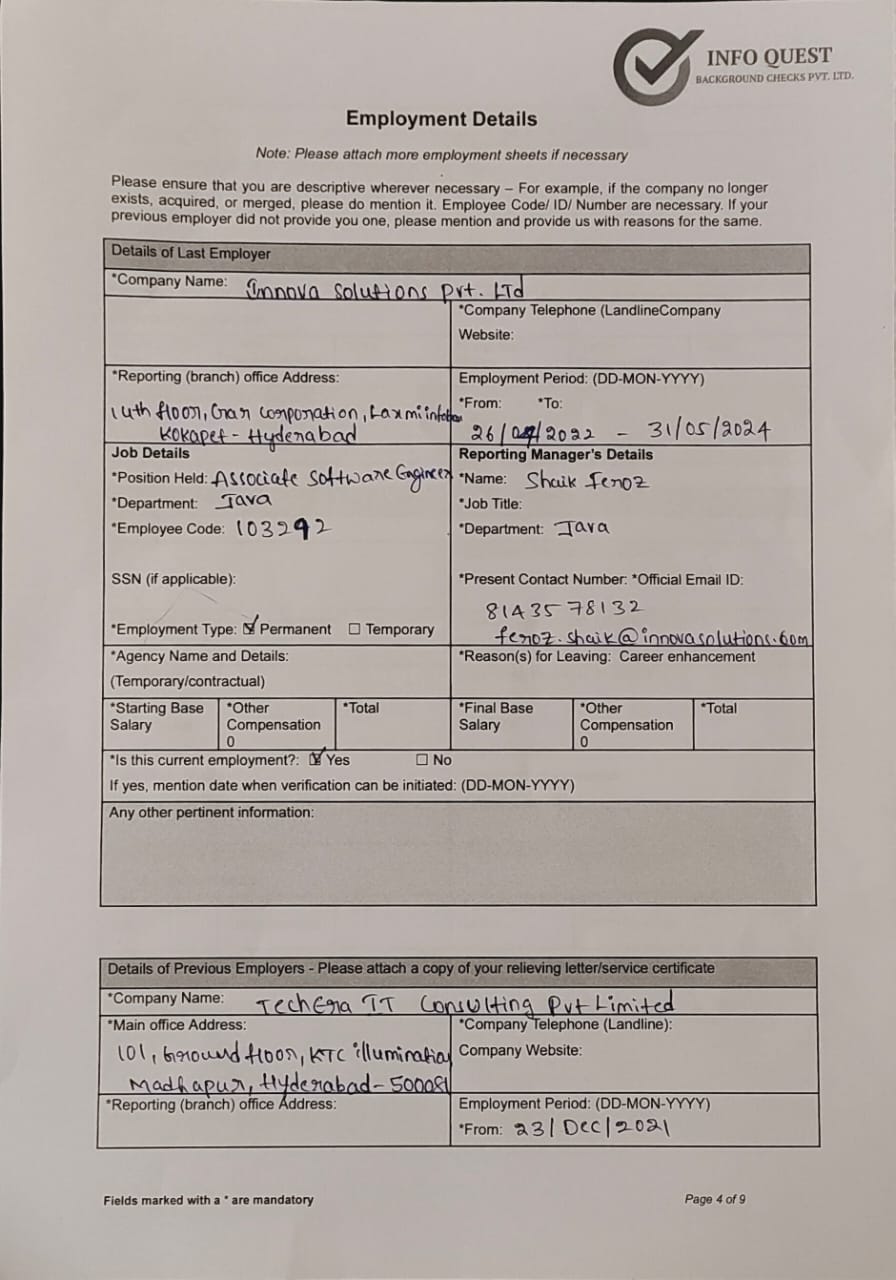 INFO QUEST
BACKGROUND CHECKS PVT. LTD.
Employment Details
Note: Please attach more employment sheets if necessary
Please ensure that you are descriptive wherever necessary – For example, if the company no longer
exists, acquired, or merged, please do mention it. Employee Code/ ID/ Number are necessary. If your
previous employer did not provide you one, please mention and provide us with reasons for the same.
Details of Last Employer
*Company Name: Innova Solutions Pvt. LTd
*Company Telephone (LandlineCompany
Website:
*Reporting (branch) office Address:
14th floor, Gar Corporation, Laxmi infobahn
Kokapet - Hyderabad
Employment Period: (DD-MON-YYYY)
*From: *To:
26/04/2022 - 31/05/2024
Job Details
*Position Held: Associate Software Engineer
*Department: Java
*Employee Code: 103292
SSN (if applicable):
*Employment Type: ☑ Permanent ☐ Temporary
Reporting Manager's Details
*Name: Shaik Feroz
*Job Title:
*Department: Java
*Present Contact Number: *Official Email ID:
8143578132
feroz.shaik@innovasolutions.com
*Agency Name and Details:
(Temporary/contractual)
*Reason(s) for Leaving: Career enhancement
*Starting Base
Salary
*Other
Compensation
0
*Total
*Final Base
Salary
*Other
Compensation
0
*Total
*Is this current employment?: ☑ Yes ☐ No
If yes, mention date when verification can be initiated: (DD-MON-YYYY)
Any other pertinent information:
Details of Previous Employers - Please attach a copy of your relieving letter/service certificate
*Company Name: TechEra IT Consulting Pvt Limited
*Main office Address:
101, Ground floor, KTC illumination
Madhapur, Hyderabad - 500081
*Company Telephone (Landline):
Company Website:
*Reporting (branch) office Address:
Employment Period: (DD-MON-YYYY)
*From: 23/Dec/2021
Fields marked with a * are mandatory
Page 4 of 9